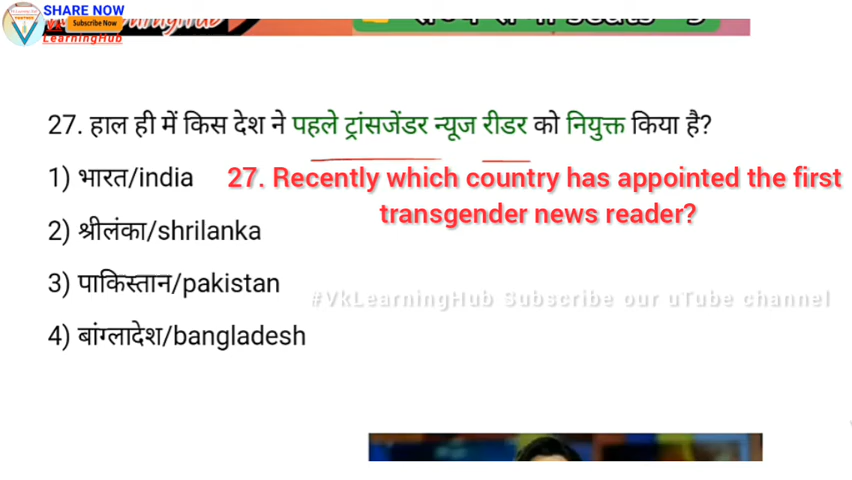 SHARE NOW
Subscribe Now
LearningHub
27. हाल ही में किस देश ने पहले ट्रांसजेंडर न्यूज रीडर को नियुक्त किया है?
1) भारत/india
27. Recently which country has appointed the first
transgender news reader?
2) श्रीलंका/shrilanka
3) पाकिस्तान/pakistan
#VkLearningHub Subscribe our uTube channel
4) बांग्लादेश/bangladesh